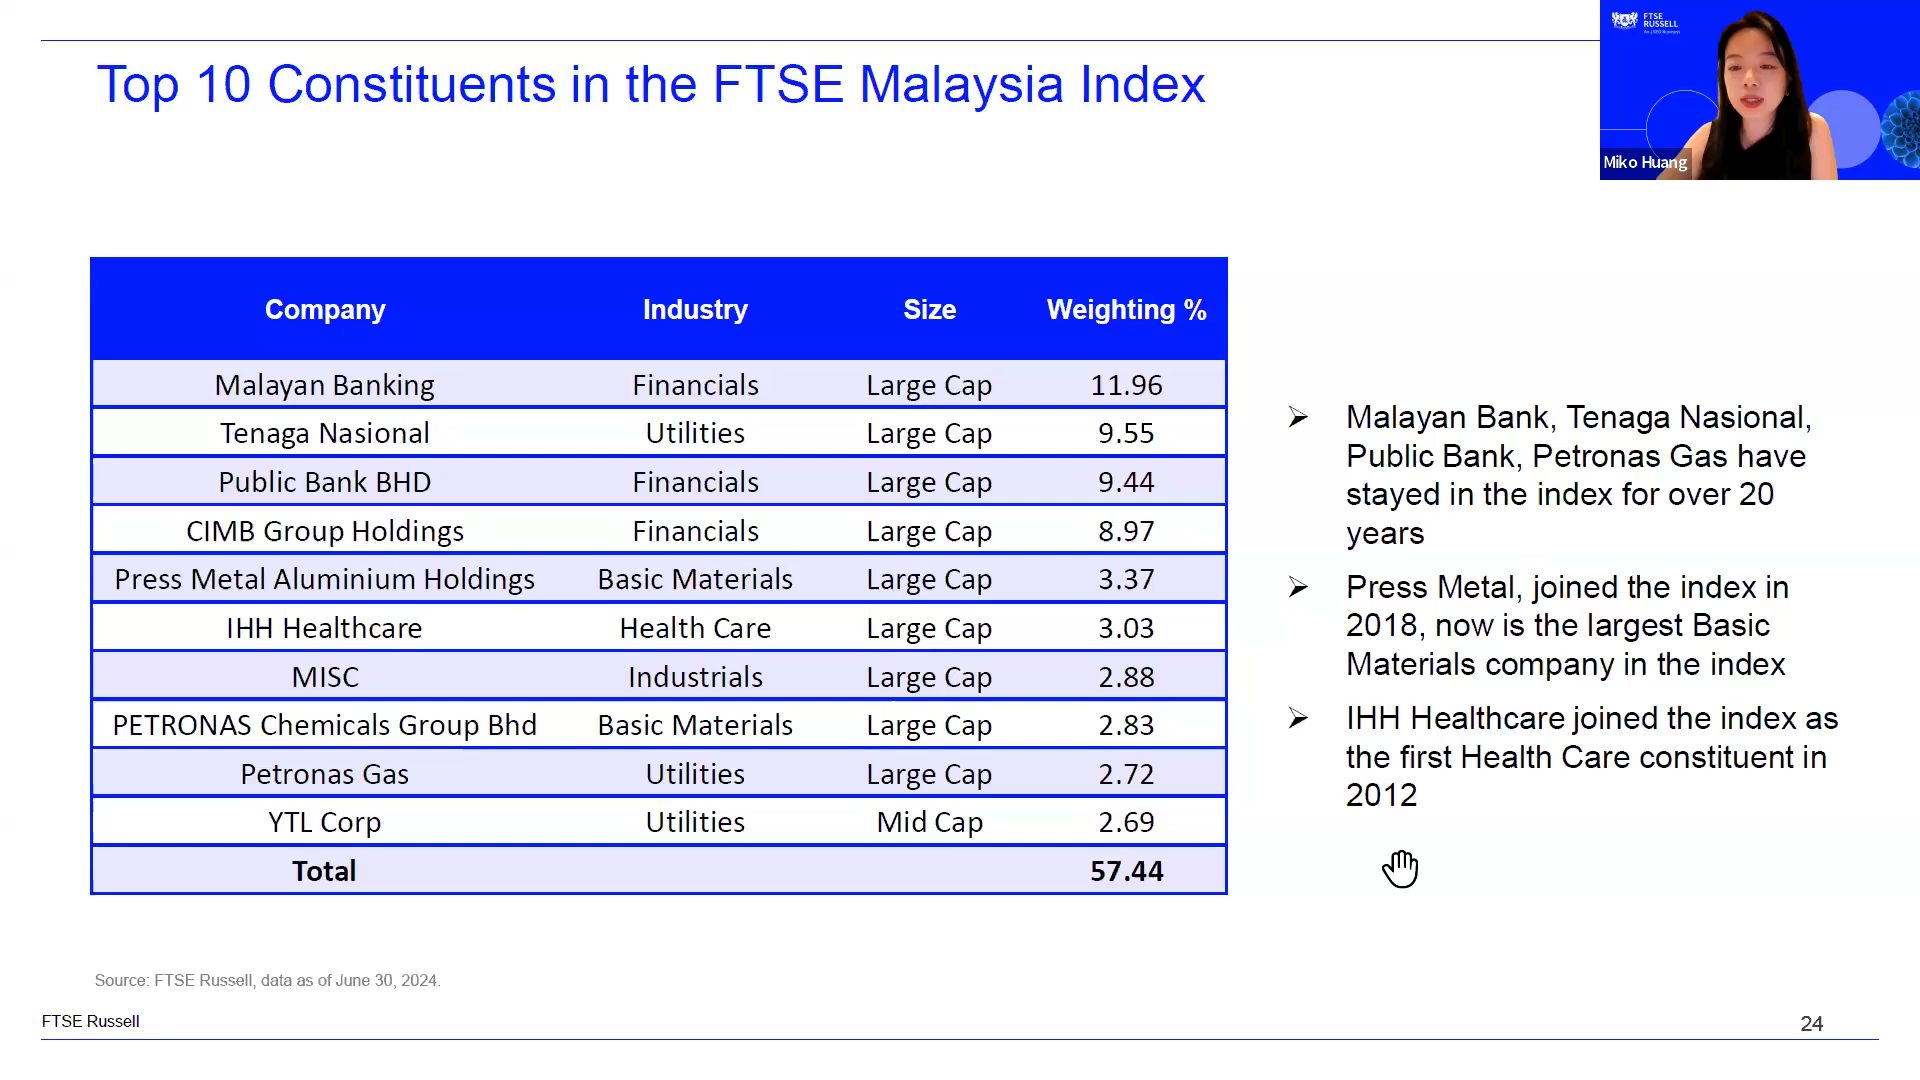 Top 10 Constituents in the FTSE Malaysia Index
FTSE
RUSSELL
An LSEG Business
Miko Huang
Company Industry Size Weighting %
Malayan Banking Financials Large Cap 11.96
Tenaga Nasional Utilities Large Cap 9.55
Public Bank BHD Financials Large Cap 9.44
CIMB Group Holdings Financials Large Cap 8.97
Press Metal Aluminium Holdings Basic Materials Large Cap 3.37
IHH Healthcare Health Care Large Cap 3.03
MISC Industrials Large Cap 2.88
PETRONAS Chemicals Group Bhd Basic Materials Large Cap 2.83
Petronas Gas Utilities Large Cap 2.72
YTL Corp Utilities Mid Cap 2.69
Total 57.44
Malayan Bank, Tenaga Nasional,
Public Bank, Petronas Gas have
stayed in the index for over 20
years
Press Metal, joined the index in
2018, now is the largest Basic
Materials company in the index
IHH Healthcare joined the index as
the first Health Care constituent in
2012
Source: FTSE Russell, data as of June 30, 2024.
FTSE Russell
24